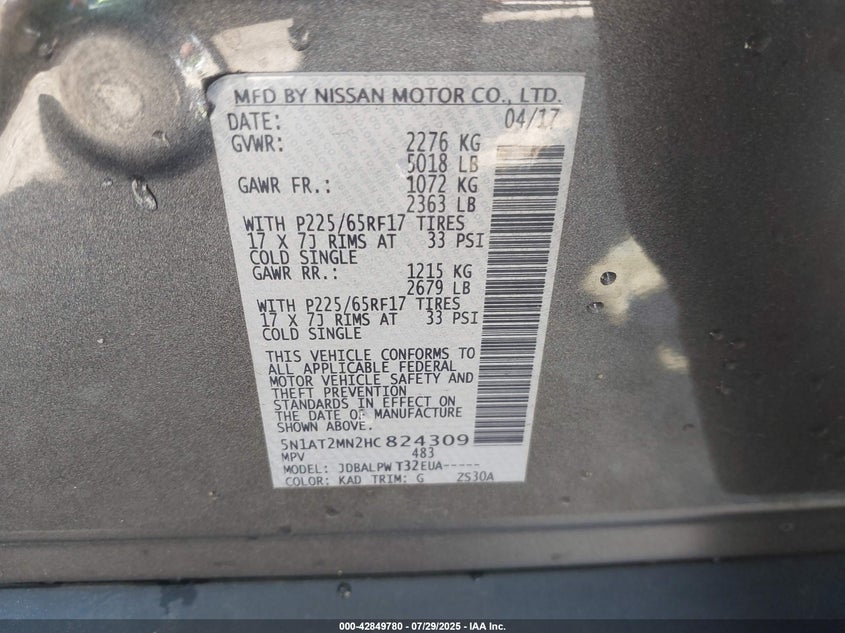 MFD BY NISSAN MOTOR CO., LTD.
DATE: 04/17
GVWR: 2276 KG
5018 LB
GAWR FR.: 1072 KG
2363 LB
WITH P225/65RF17 TIRES
17 X 7J RIMS AT 33 PSI
COLD SINGLE
GAWR RR.: 1215 KG
2679 LB
WITH P225/65RF17 TIRES
17 X 7J RIMS AT 33 PSI
COLD SINGLE
THIS VEHICLE CONFORMS TO
ALL APPLICABLE FEDERAL
MOTOR VEHICLE SAFETY AND
THEFT PREVENTION
STANDARDS IN EFFECT ON
THE DATE OF MANUFACTURE
SHOWN ABOVE.
5N1AT2MN2HC824309
MPV 483
MODEL: JDBALPW T32EUA-----
COLOR: KAD TRIM: G ZS30A
000-42849780 / 07/29/2025 - IAA Inc.